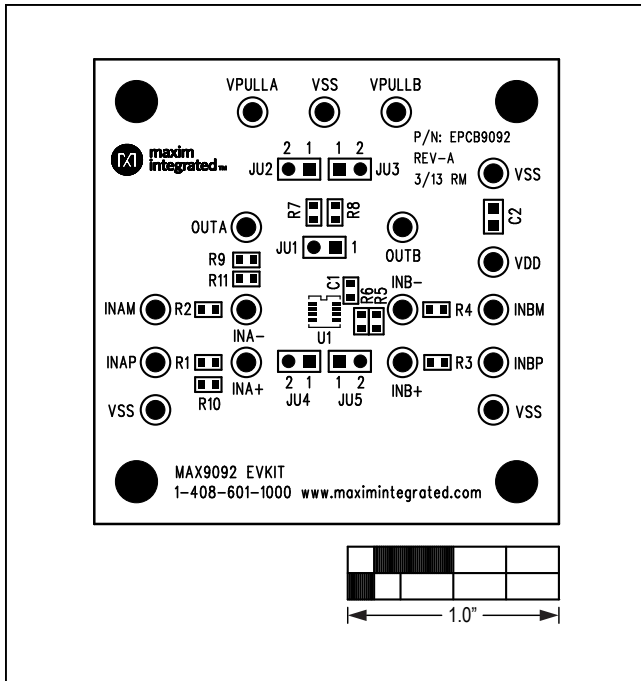 VPULLA VSS VPULLB
P/N: EPCB9092
REV-A
3/13 RM
maxim
integrated™
2 1 1 2
JU2 JU3
VSS
R7 R8
C2
OUTA
JU1 1
OUTB
R9
R11
VDD
C1
R6
R5
INB-
INAM R2
R4 INBM
INA-
U1
INAP R1
R3 INBP
R10
INA+
2 1 1 2
JU4 JU5
INB+
VSS
VSS
MAX9092 EVKIT
1-408-601-1000 www.maximintegrated.com
1.0”